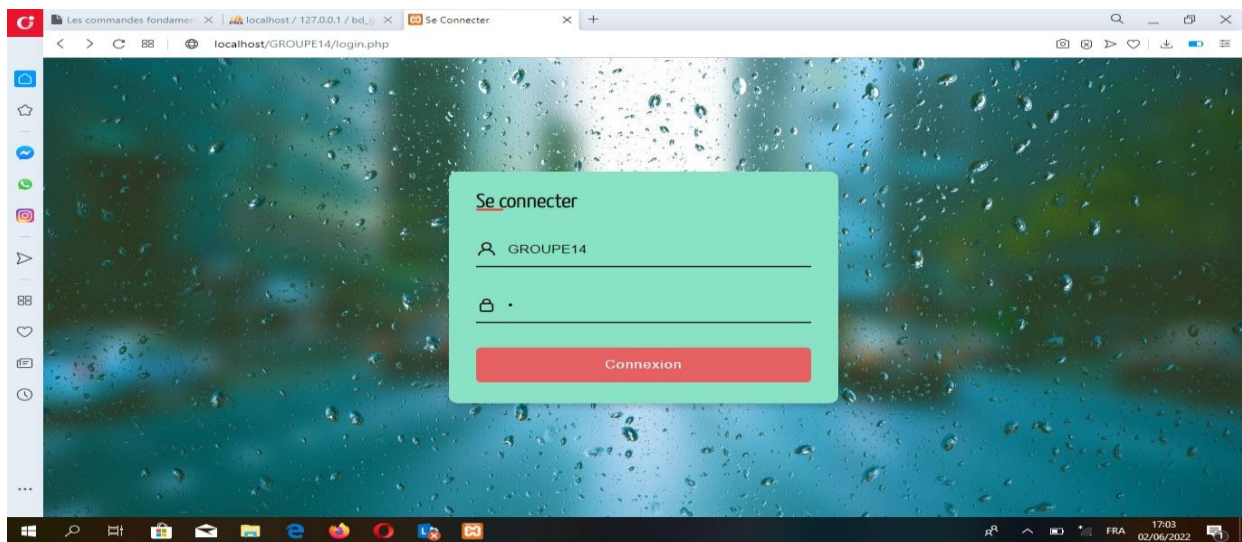 Les commandes fondamen
localhost / 127.0.0.1 / bd_g
Se Connecter
localhost/GROUPE14/login.php
Se connecter
GROUPE14
Connexion
FRA
17:03
02/06/2022